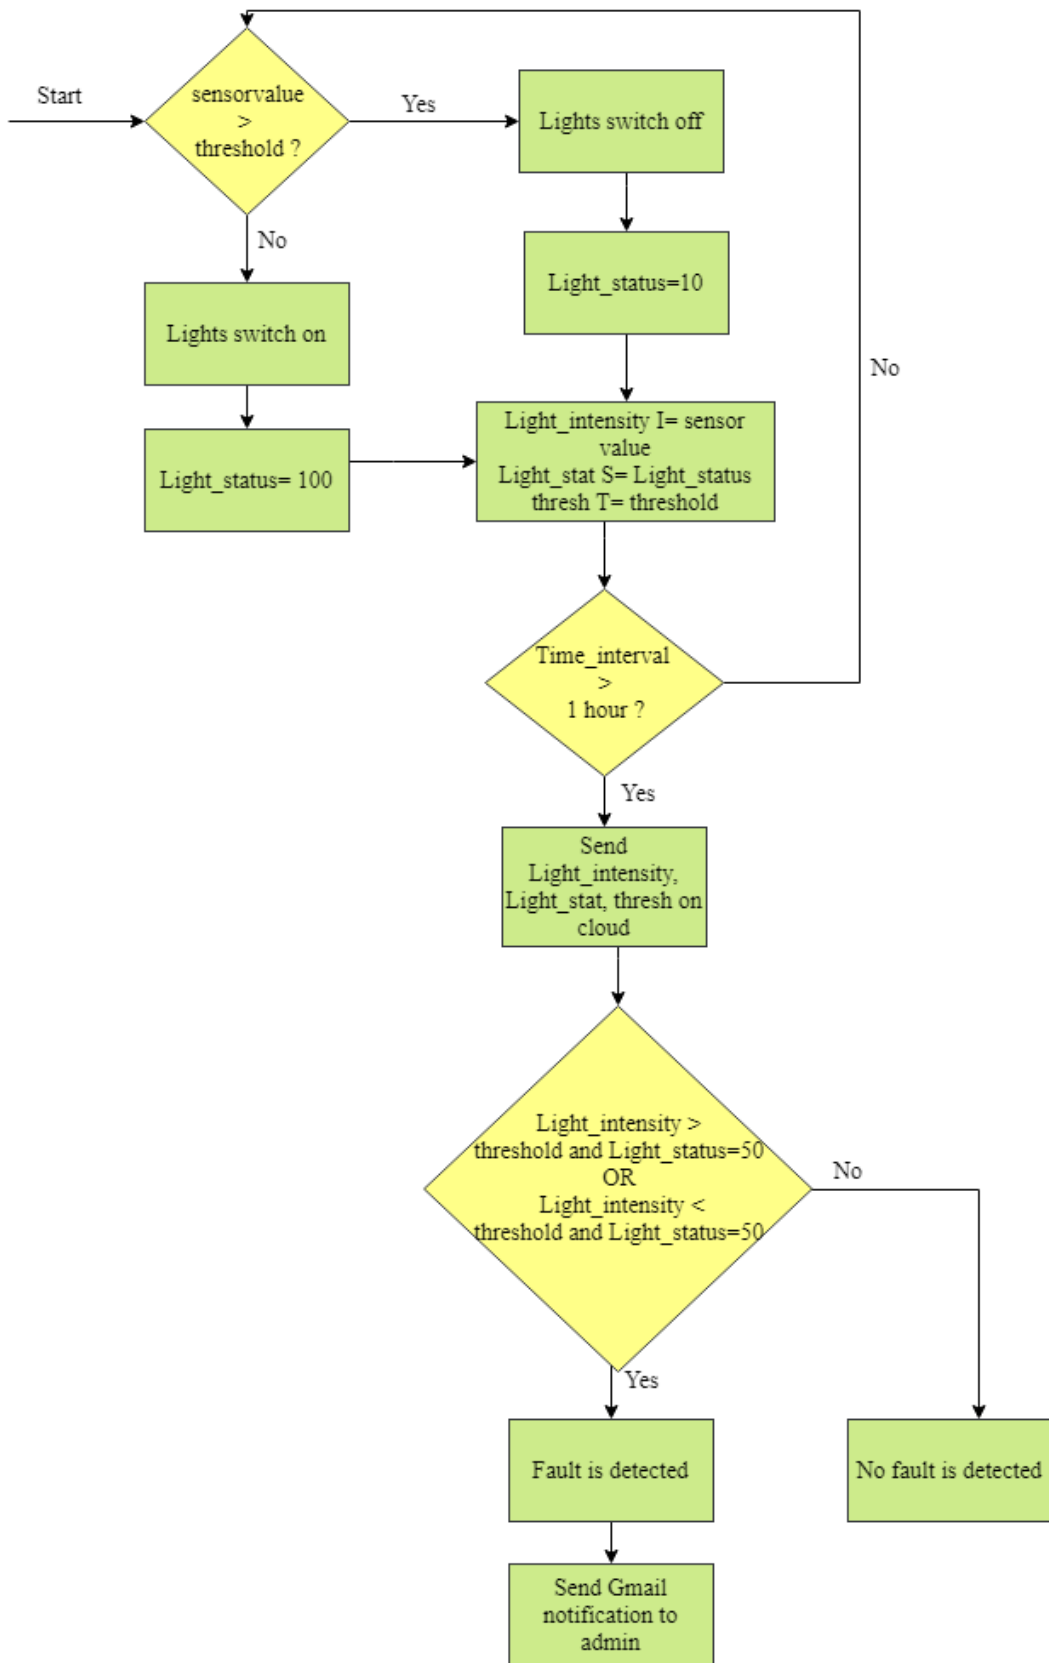 Start
sensorvalue
>
threshold ?
Yes
Lights switch off
No
Light_status=10
Lights switch on
Light_status= 100
Light_intensity I= sensor
value
Light_stat S= Light_status
thresh T= threshold
No
Time_interval
>
1 hour ?
Yes
Send
Light_intensity,
Light_stat, thresh on
cloud
Light_intensity >
threshold and Light_status=50
OR
Light_intensity <
threshold and Light_status=50
No
Yes
Fault is detected
No fault is detected
Send Gmail
notification to
admin